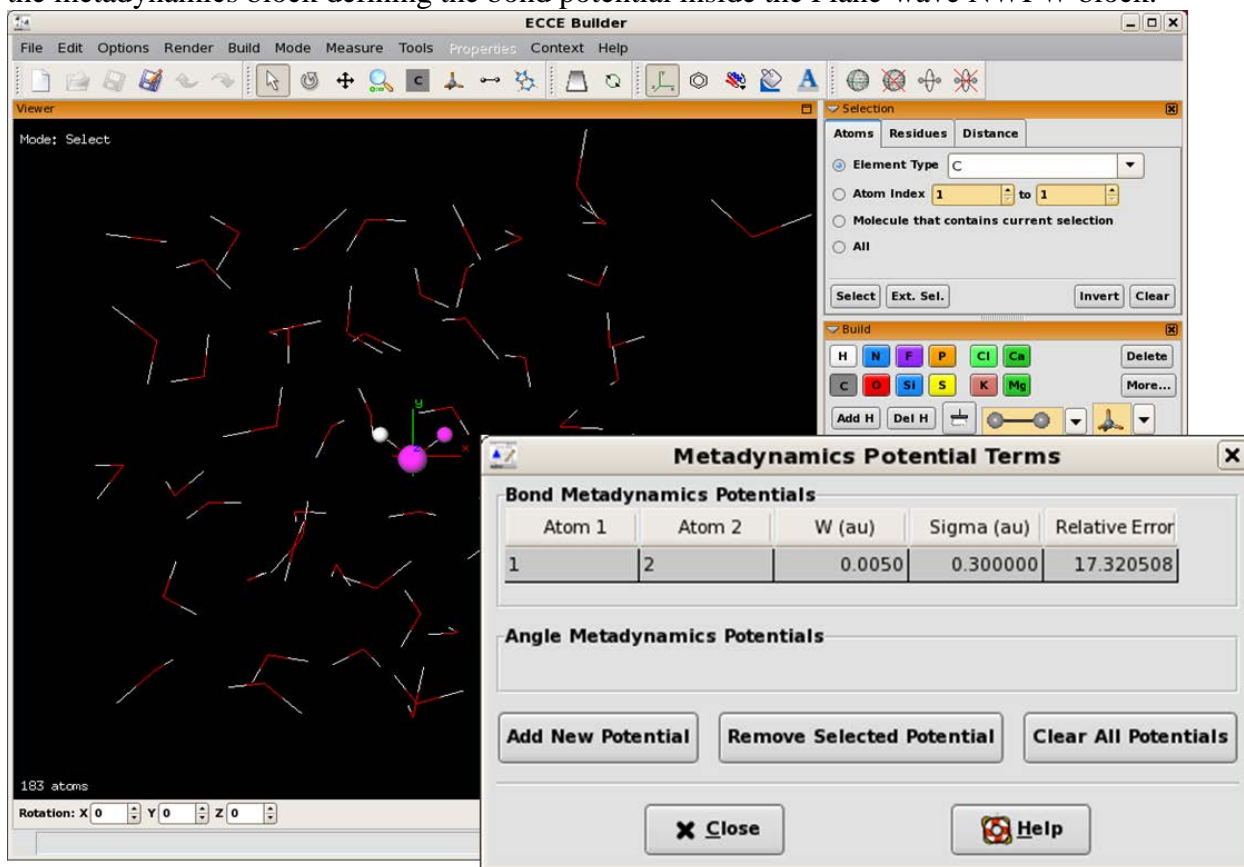 the metadynamics block defining the bond potential inside the Plane-wave NWPW block.
ECCE Builder
File Edit Options Render Build Mode Measure Tools Properties Context Help
C
A
Viewer
Mode: Select
y
x
z
183 atoms
Rotation: X 0 Y 0 Z 0
Selection
Atoms Residues Distance
Element Type C
Atom Index 1 to 1
Molecule that contains current selection
All
Select Ext. Sel. Invert Clear
Build
H N F P Cl Ca Delete
C O Si S K Mg More...
Add H Del H
Metadynamics Potential Terms
Bond Metadynamics Potentials
Atom 1 Atom 2 W (au) Sigma (au) Relative Error
1 2 0.0050 0.300000 17.320508
Angle Metadynamics Potentials
Add New Potential Remove Selected Potential Clear All Potentials
Close Help